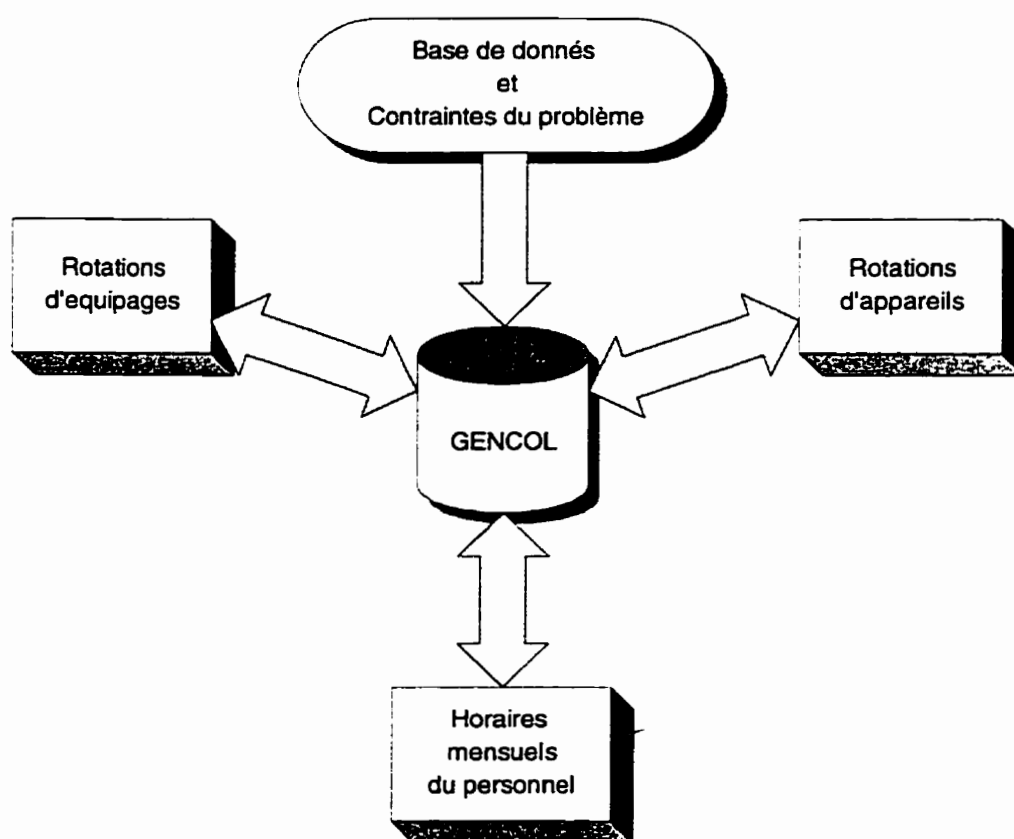 Base de donnés
et
Contraintes du problème
Rotations
d'equipages
Rotations
d'appareils
GENCOL
Horaires
mensuels
du personnel